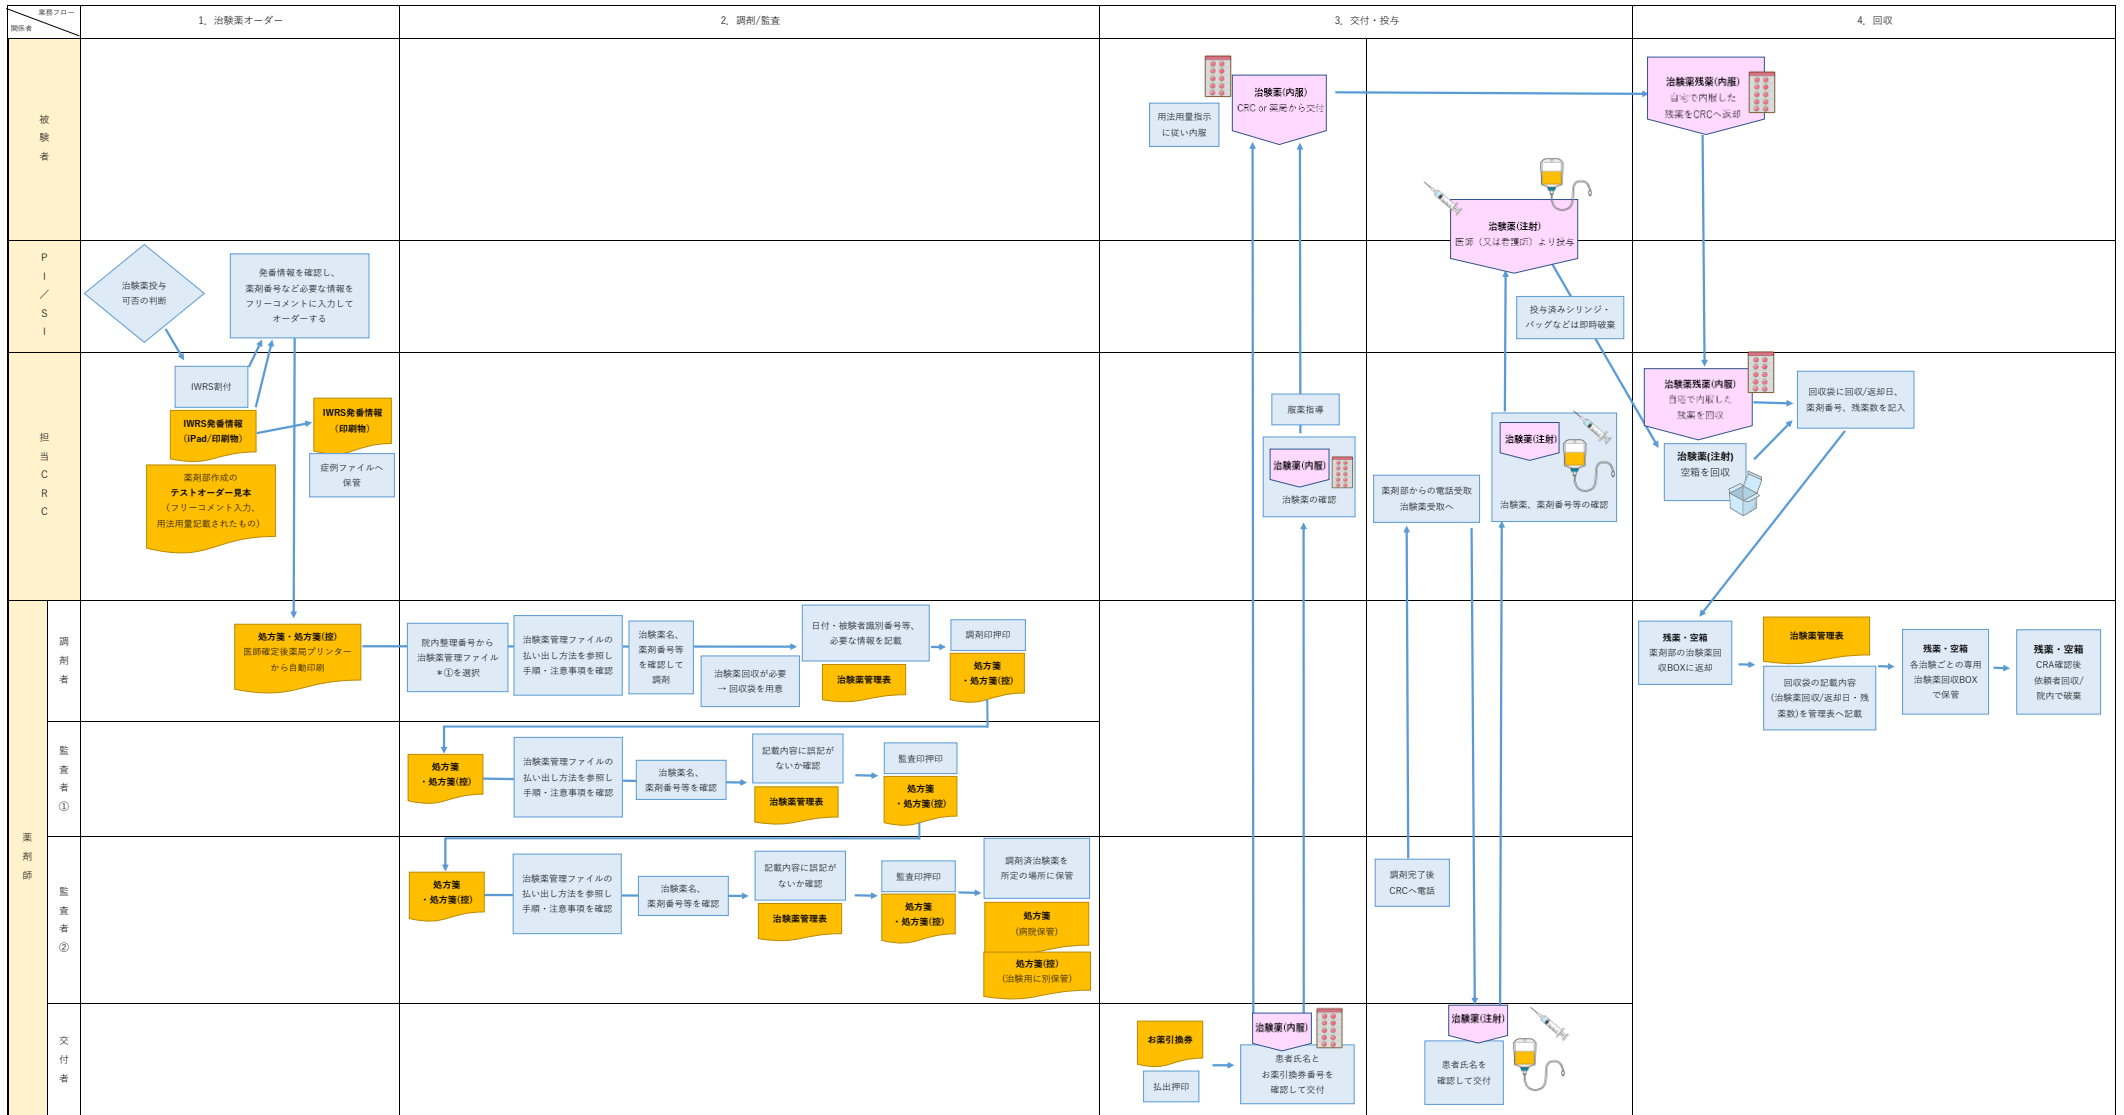 業務フロー
関係者
1．治験薬オーダー
2．調剤/監査
3．交付・投与
4．回収
被
験
者
治験薬(内服)
CRC or 薬局から交付
用法用量指示
に従い内服
治験薬(注射)
医師（又は看護師）より投与
治験薬残薬(内服)
自宅で内服した
残薬をCRCへ返却
P
I
／
S
I
治験薬投与
可否の判断
発番情報を確認し、
薬剤番号など必要な情報を
フリーコメントに入力して
オーダーする
投与済みシリンジ・
バッグなどは即時破棄
担
当
C
R
C
IWRS割付
IWRS発番情報
（iPad/印刷物）
IWRS発番情報
（印刷物）
症例ファイルへ
保管
薬剤部作成の
テストオーダー見本
（フリーコメント入力、
用法用量記載されたもの）
服薬指導
治験薬(内服)
治験薬の確認
薬剤部からの電話受取
治験薬受取へ
治験薬(注射)
治験薬、薬剤番号等の確認
治験薬残薬(内服)
自宅で内服した
残薬を回収
治験薬(注射)
空箱を回収
回収袋に回収/返却日、
薬剤番号、残薬数を記入
薬
剤
師
調
剤
者
処方箋・処方箋(控)
医師確定後薬局プリンター
から自動印刷
院内整理番号から
治験薬管理ファイル
＊①を選択
治験薬管理ファイルの
払い出し方法を参照し
手順・注意事項を確認
治験薬名、
薬剤番号等
を確認して
調剤
治験薬回収が必要
→ 回収袋を用意
日付・被験者識別番号等、
必要な情報を記載
治験薬管理表
調剤印押印
処方箋
・処方箋(控)
残薬・空箱
薬剤部の治験薬回
収BOXに返却
治験薬管理表
回収袋の記載内容
(治験薬回収/返却日・残
薬数)を管理表へ記載
残薬・空箱
各治験ごとの専用
治験薬回収BOX
で保管
残薬・空箱
CRA確認後
依頼者回収/
院内で破棄
監
査
者
①
処方箋
・処方箋(控)
治験薬管理ファイルの
払い出し方法を参照し
手順・注意事項を確認
治験薬名、
薬剤番号等を確認
記載内容に誤記が
ないか確認
治験薬管理表
監査印押印
処方箋
・処方箋(控)
監
査
者
②
処方箋
・処方箋(控)
治験薬管理ファイルの
払い出し方法を参照し
手順・注意事項を確認
治験薬名、
薬剤番号等を確認
記載内容に誤記が
ないか確認
治験薬管理表
監査印押印
処方箋
・処方箋(控)
調剤済治験薬を
所定の場所に保管
処方箋
(病院保管)
処方箋(控)
(治験用に別保管)
調剤完了後
CRCへ電話
交
付
者
お薬引換券
払出押印
治験薬(内服)
患者氏名と
お薬引換券番号を
確認して交付
治験薬(注射)
患者氏名を
確認して交付